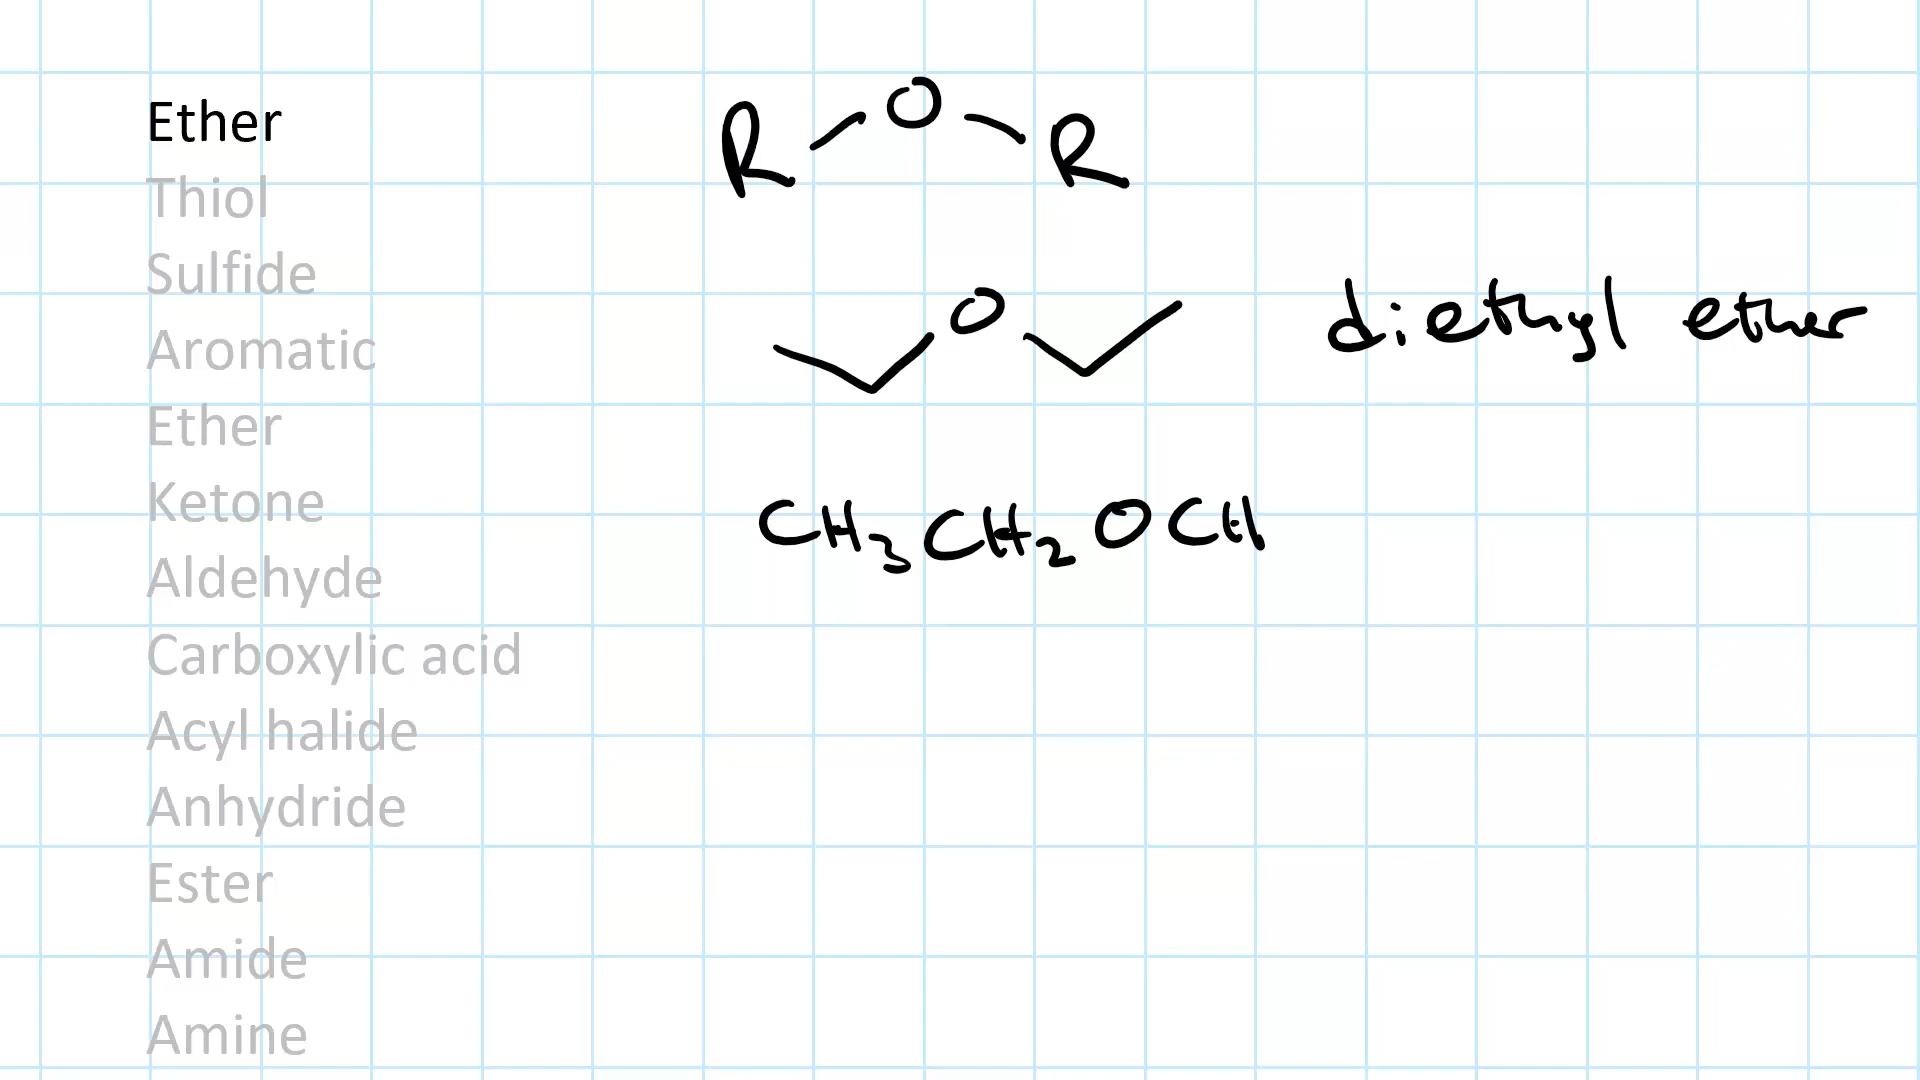 Ether
Thiol
Sulfide
Aromatic
Ether
Ketone
Aldehyde
Carboxylic acid
Acyl halide
Anhydride
Ester
Amide
Amine
R O R
O diethyl ether
CH₃CH₂OCH